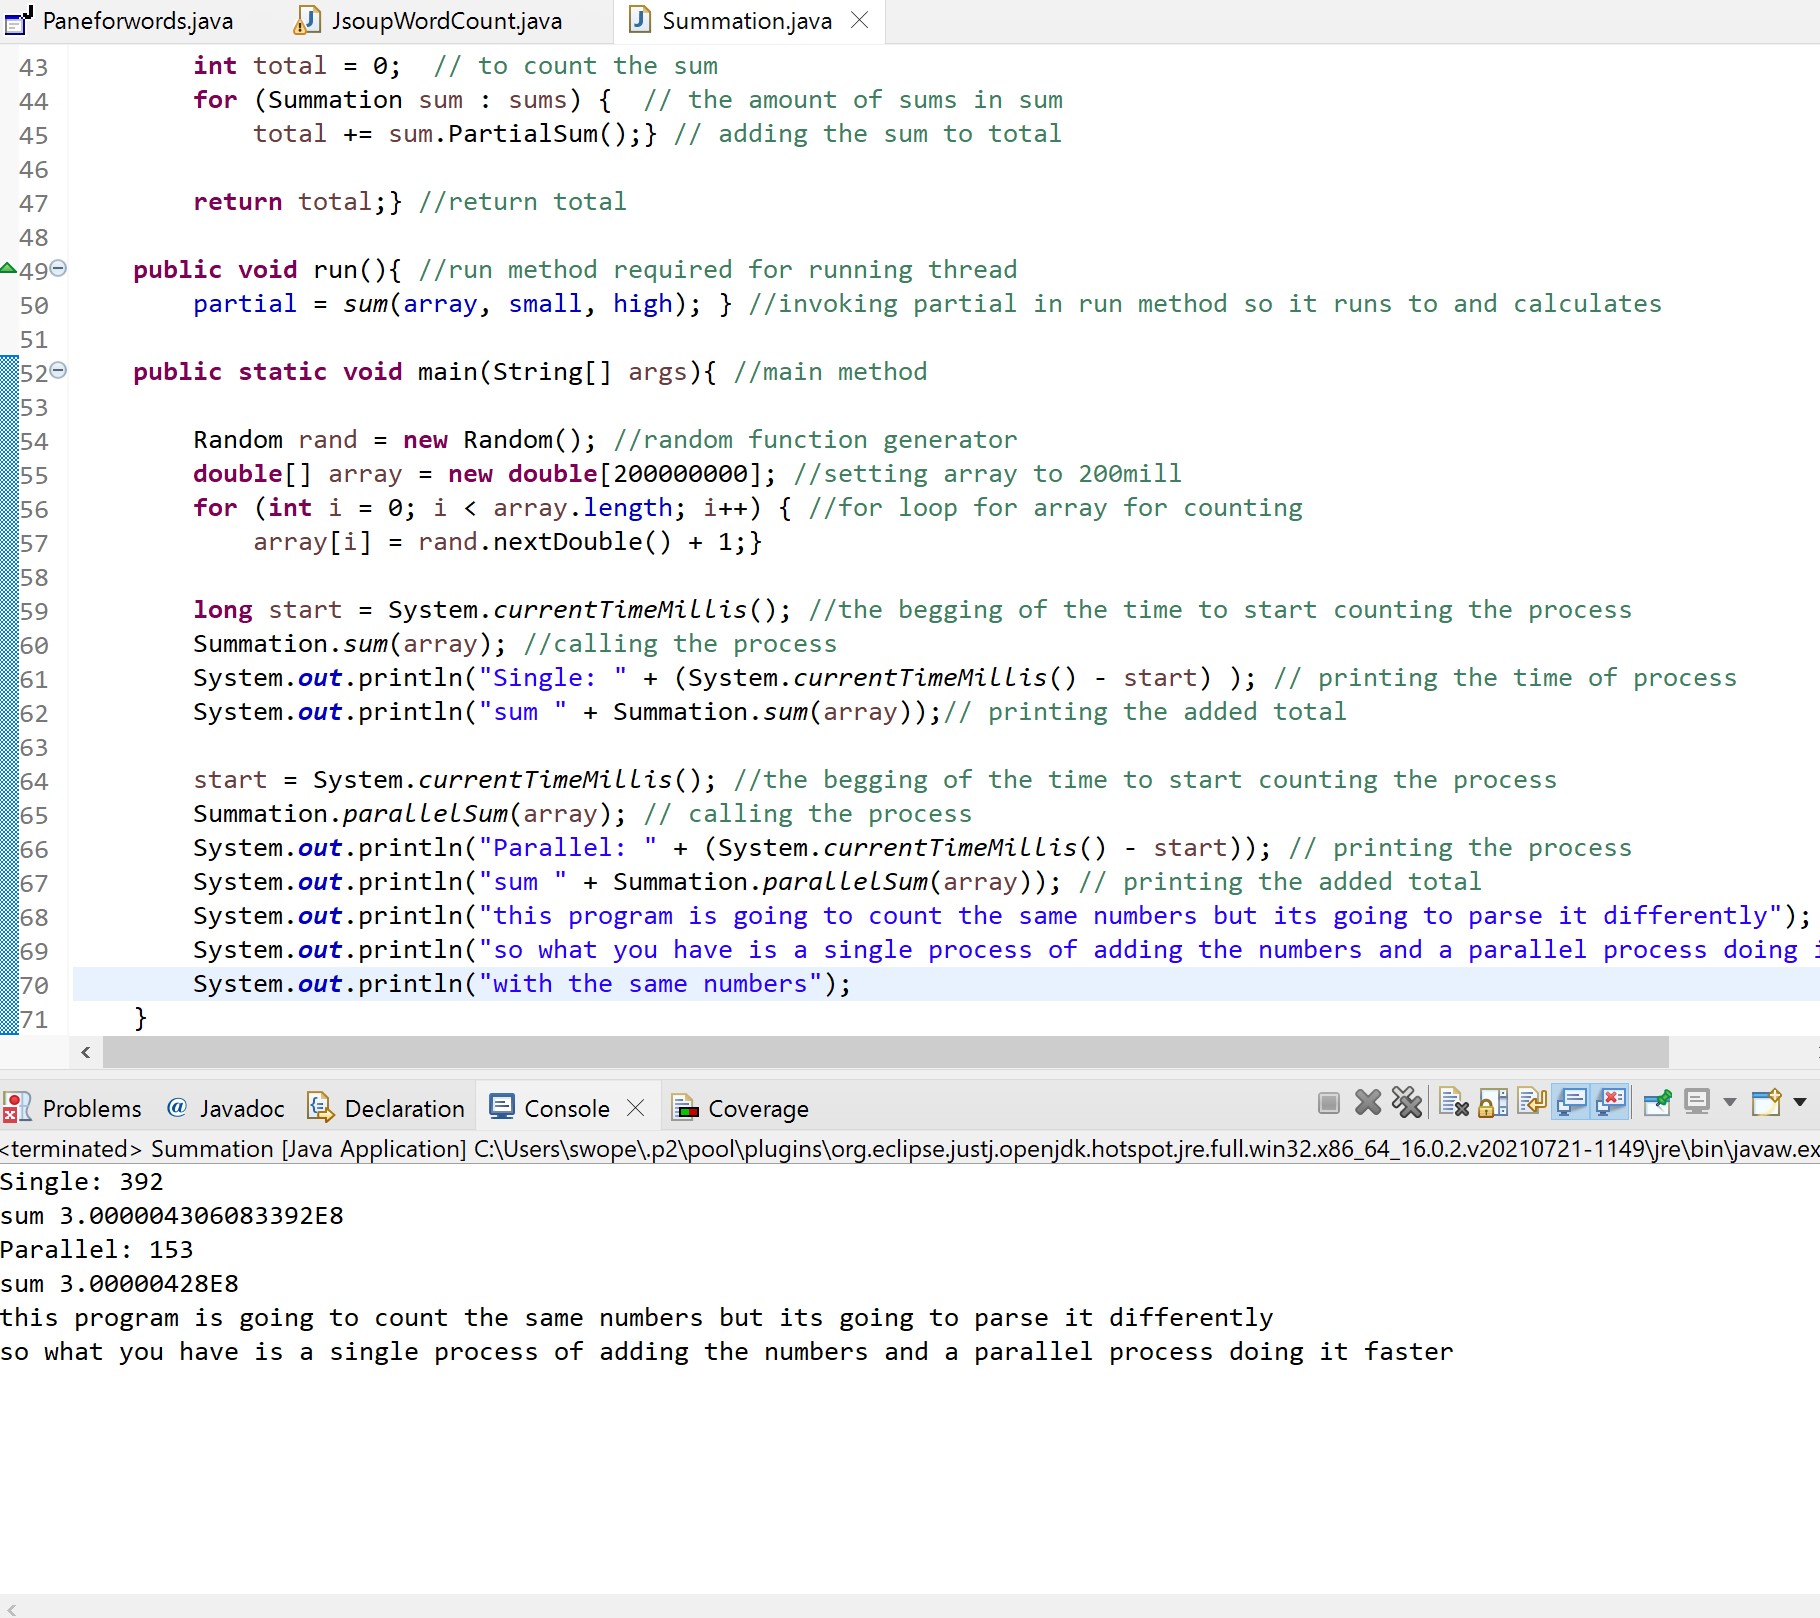 Paneforwords.java JsoupWordCount.java Summation.java
43 int total = 0; // to count the sum
44 for (Summation sum : sums) { // the amount of sums in sum
45 total += sum.PartialSum();} // adding the sum to total
46
47 return total;} //return total
48
49 public void run(){ //run method required for running thread
50 partial = sum(array, small, high); } //invoking partial in run method so it runs to and calculates
51
52 public static void main(String[] args){ //main method
53
54 Random rand = new Random(); //random function generator
55 double[] array = new double[200000000]; //setting array to 200mill
56 for (int i = 0; i < array.length; i++) { //for loop for array for counting
57 array[i] = rand.nextDouble() + 1;}
58
59 long start = System.currentTimeMillis(); //the begging of the time to start counting the process
60 Summation.sum(array); //calling the process
61 System.out.println("Single: " + (System.currentTimeMillis() - start) ); // printing the time of process
62 System.out.println("sum " + Summation.sum(array));// printing the added total
63
64 start = System.currentTimeMillis(); //the begging of the time to start counting the process
65 Summation.parallelSum(array); // calling the process
66 System.out.println("Parallel: " + (System.currentTimeMillis() - start)); // printing the process
67 System.out.println("sum " + Summation.parallelSum(array)); // printing the added total
68 System.out.println("this program is going to count the same numbers but its going to parse it differently");
69 System.out.println("so what you have is a single process of adding the numbers and a parallel process doing
70 System.out.println("with the same numbers");
71 }
Problems Javadoc Declaration Console Coverage
<terminated> Summation [Java Application] C:\Users\swope\.p2\pool\plugins\org.eclipse.justj.openjdk.hotspot.jre.full.win32.x86_64_16.0.2.v20210721-1149\jre\bin\javaw.ex
Single: 392
sum 3.000004306083392E8
Parallel: 153
sum 3.00000428E8
this program is going to count the same numbers but its going to parse it differently
so what you have is a single process of adding the numbers and a parallel process doing it faster